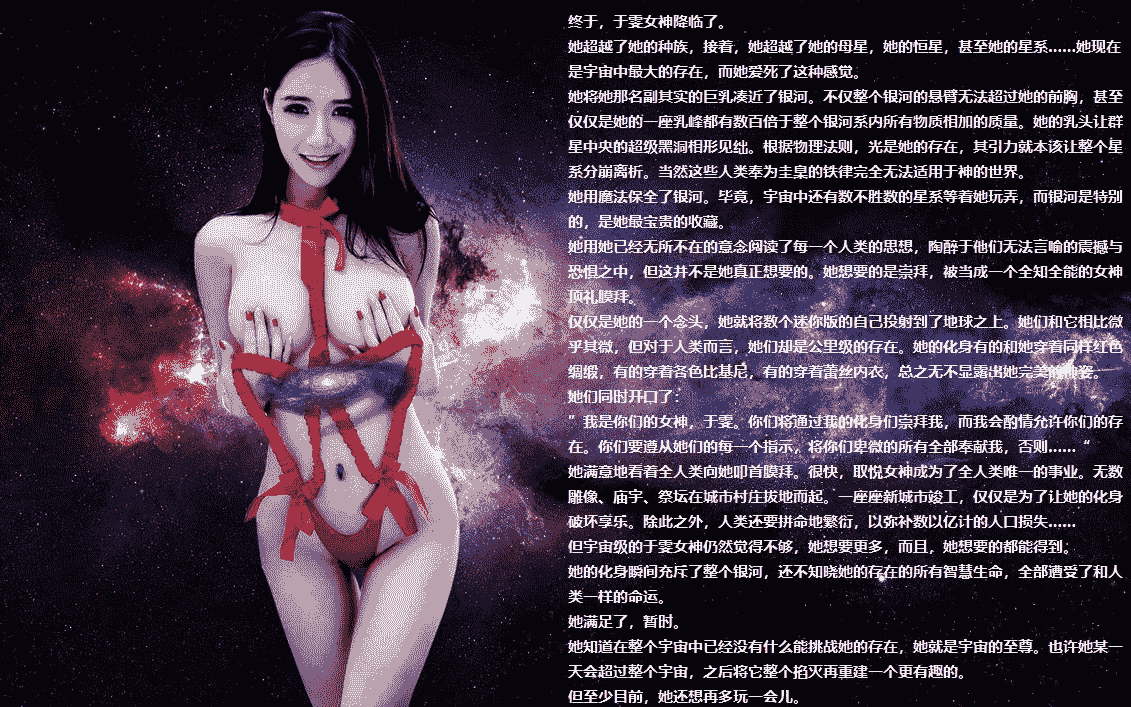 终于，于雯女神降临了。
她超越了她的种族，接着，她超越了她的母星，她的恒星，甚至她的星系......她现在
是宇宙中最大的存在，而她爱死了这种感觉。
她将她那名副其实的巨乳凑近了银河。不仅整个银河的悬臂无法超过她的前胸，甚至
仅仅是她的一座乳峰都有数百倍于整个银河系内所有物质相加的质量。她的乳头让群
星中央的超级黑洞相形见绌。根据物理法则，光是她的存在，其引力就本该让整个星
系分崩离析。当然这些人类奉为圭臬的铁律完全无法适用于神的世界。
她用魔法保全了银河。毕竟，宇宙中还有数不胜数的星系等着她玩弄，而银河是特别
的，是她最宝贵的收藏。
她用她已经无所不在的意念阅读了每一个人类的思想，陶醉于他们无法言喻的震撼与
恐惧之中，但这并不是她真正想要的。她想要的是崇拜，被当成一个全知全能的女神
顶礼膜拜。
仅仅是她的一个念头，她就将数个迷你版的自己投射到了地球之上。她们和它相比微
乎其微，但对于人类而言，她们却是公里级的存在。她的化身有的和她穿着同样红色
绸缎，有的穿着各色比基尼，有的穿着蕾丝内衣，总之无不显露出她完美的身姿。
她们同时开口了：
”我是你们的女神，于雯。你们将通过我的化身们崇拜我，而我会酌情允许你们的存
在。你们要遵从她们的每一个指示，将你们卑微的所有全部奉献我，否则......“
她满意地看着全人类向她叩首膜拜。很快，取悦女神成为了全人类唯一的事业。无数
雕像、庙宇、祭坛在城市村庄拔地而起。一座座新城市竣工，仅仅是为了让她的化身
破坏享乐。除此之外，人类还要拼命地繁衍，以弥补数以亿计的人口损失......
但宇宙级的于雯女神仍然觉得不够，她想要更多，而且，她想要的都能得到。
她的化身瞬间充斥了整个银河，还不知晓她的存在的所有智慧生命，全部遭受了和人
类一样的命运。
她满足了，暂时。
她知道在整个宇宙中已经没有什么能挑战她的存在，她就是宇宙的至尊。也许她某一
天会超过整个宇宙，之后将它整个掐灭再重建一个更有趣的。
但至少目前，她还想再多玩一会儿。